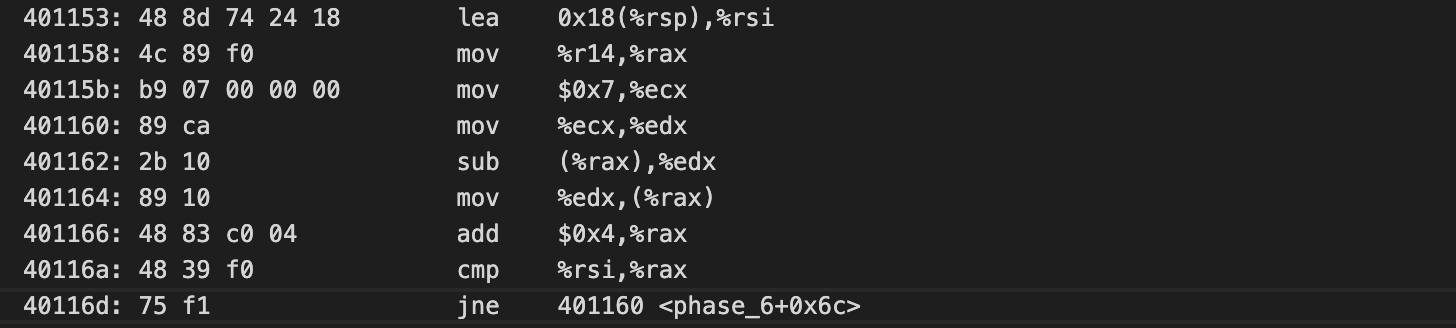 401153: 48 8d 74 24 18 lea 0x18(%rsp),%rsi
401158: 4c 89 f0 mov %r14,%rax
40115b: b9 07 00 00 00 mov $0x7,%ecx
401160: 89 ca mov %ecx,%edx
401162: 2b 10 sub (%rax),%edx
401164: 89 10 mov %edx,(%rax)
401166: 48 83 c0 04 add $0x4,%rax
40116a: 48 39 f0 cmp %rsi,%rax
40116d: 75 f1 jne 401160 <phase_6+0x6c>